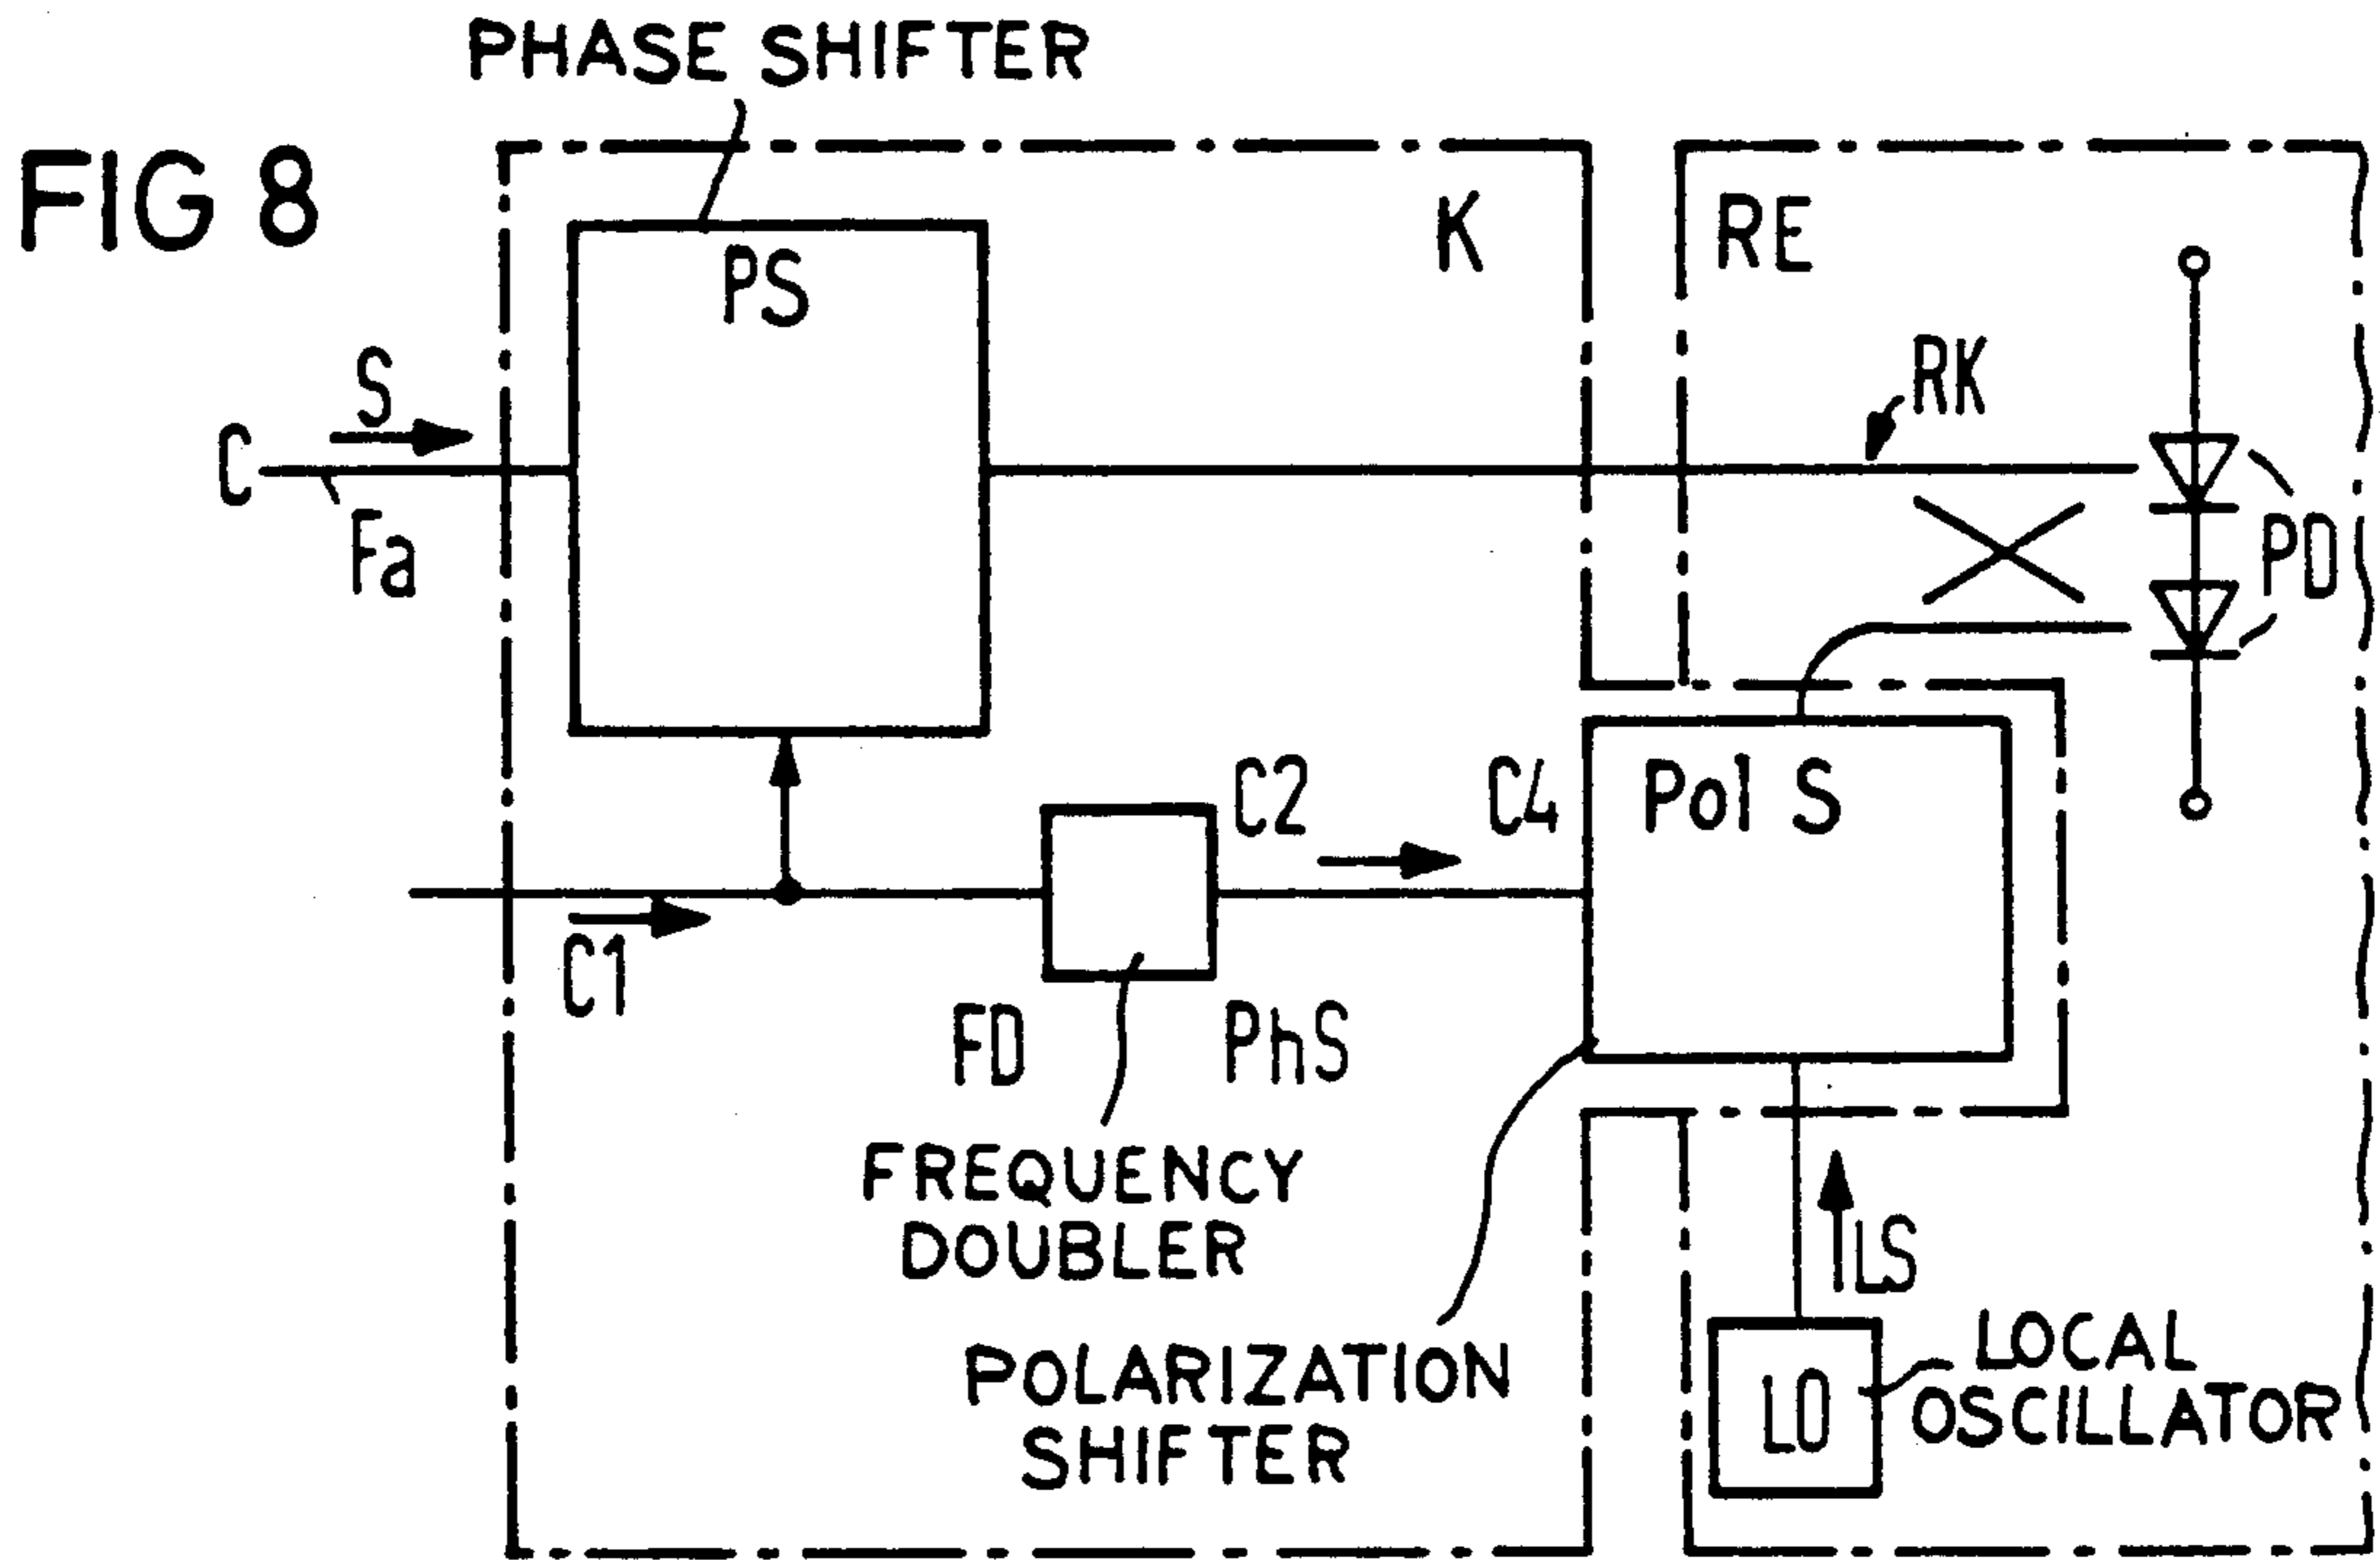 PHASE SHIFTER
FIG 8
K
RE
PS
S
RK
C
Fa
PD
C2
C4
Pol S
C1
FD
PhS
FREQUENCY
DOUBLER
LS
POLARIZATION
SHIFTER
LO
LOCAL
OSCILLATOR